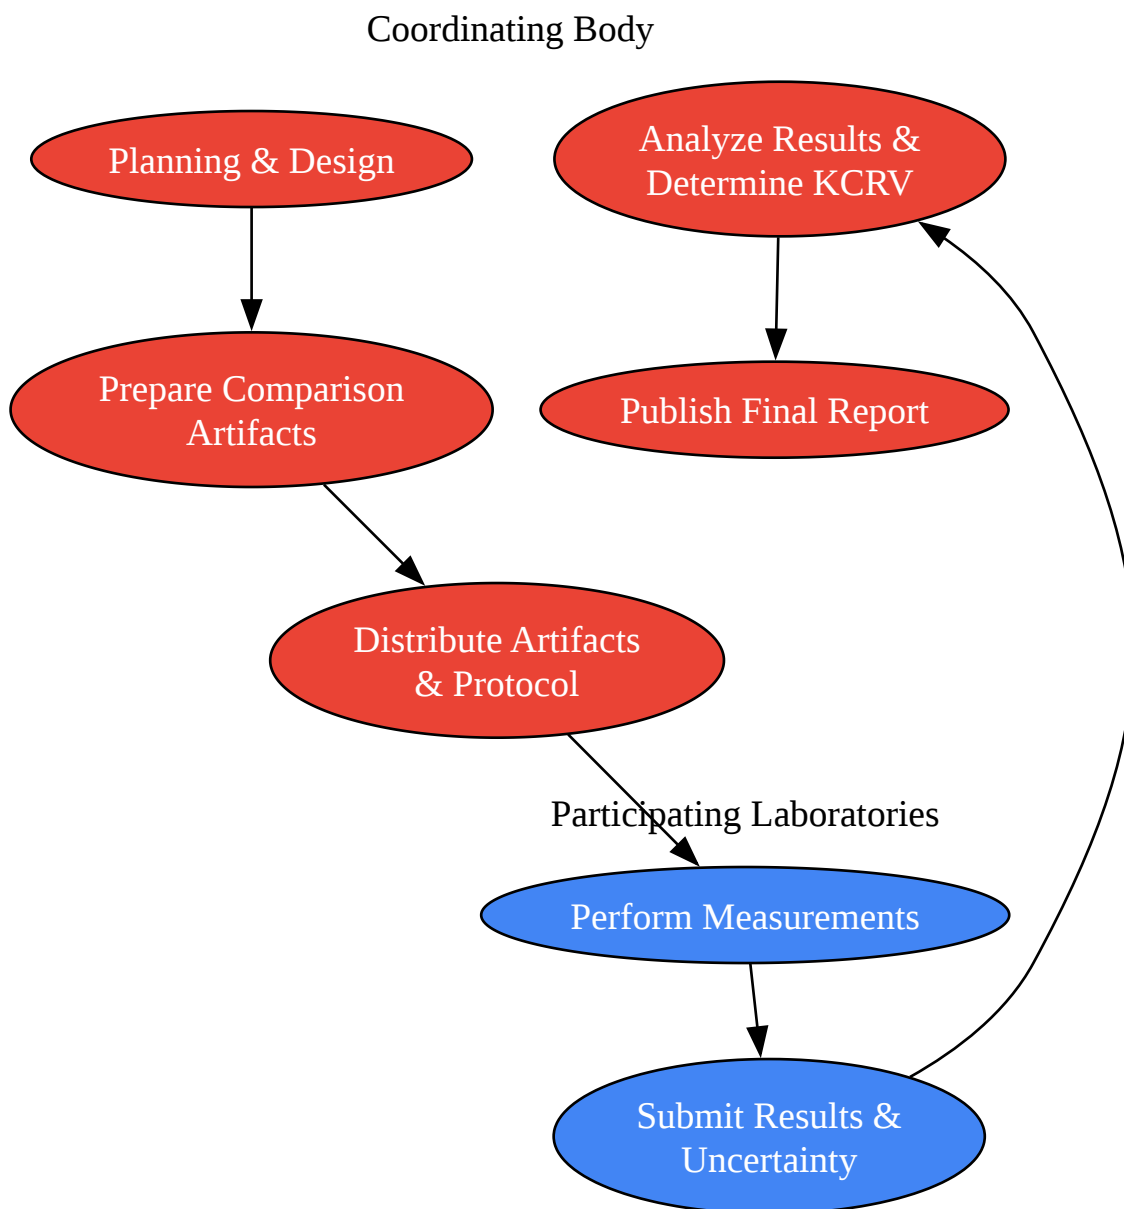 Coordinating Body
Planning & Design
Analyze Results &
Determine KCRV
Prepare Comparison
Artifacts
Publish Final Report
Distribute Artifacts
& Protocol
Participating Laboratories
Perform Measurements
Submit Results &
Uncertainty